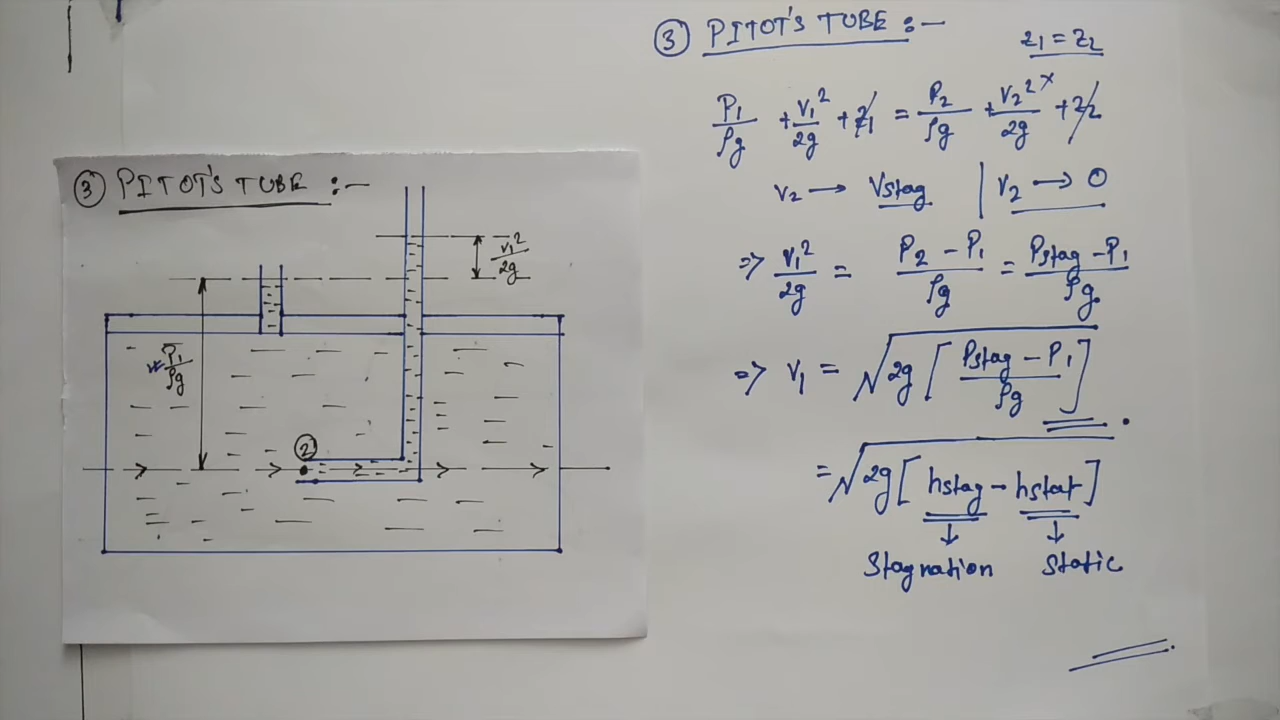 ③ PITOT'S TUBE :-
v₁²/2g
P₁/ρg
②
③ PITOT'S TUBE :-
z₁ = z₂
P₁/ρg + v₁²/2g + z₁ = P₂/ρg + v₂²/2g + z₂
v₂ → Vstag | v₂ → 0
⇒ v₁²/2g = P₂ - P₁/ρg = Pstag - P₁/ρg
⇒ v₁ = √2g [Pstag - P₁/ρg]
= √2g [hstag - hstat]
↓ ↓
Stagnation Static